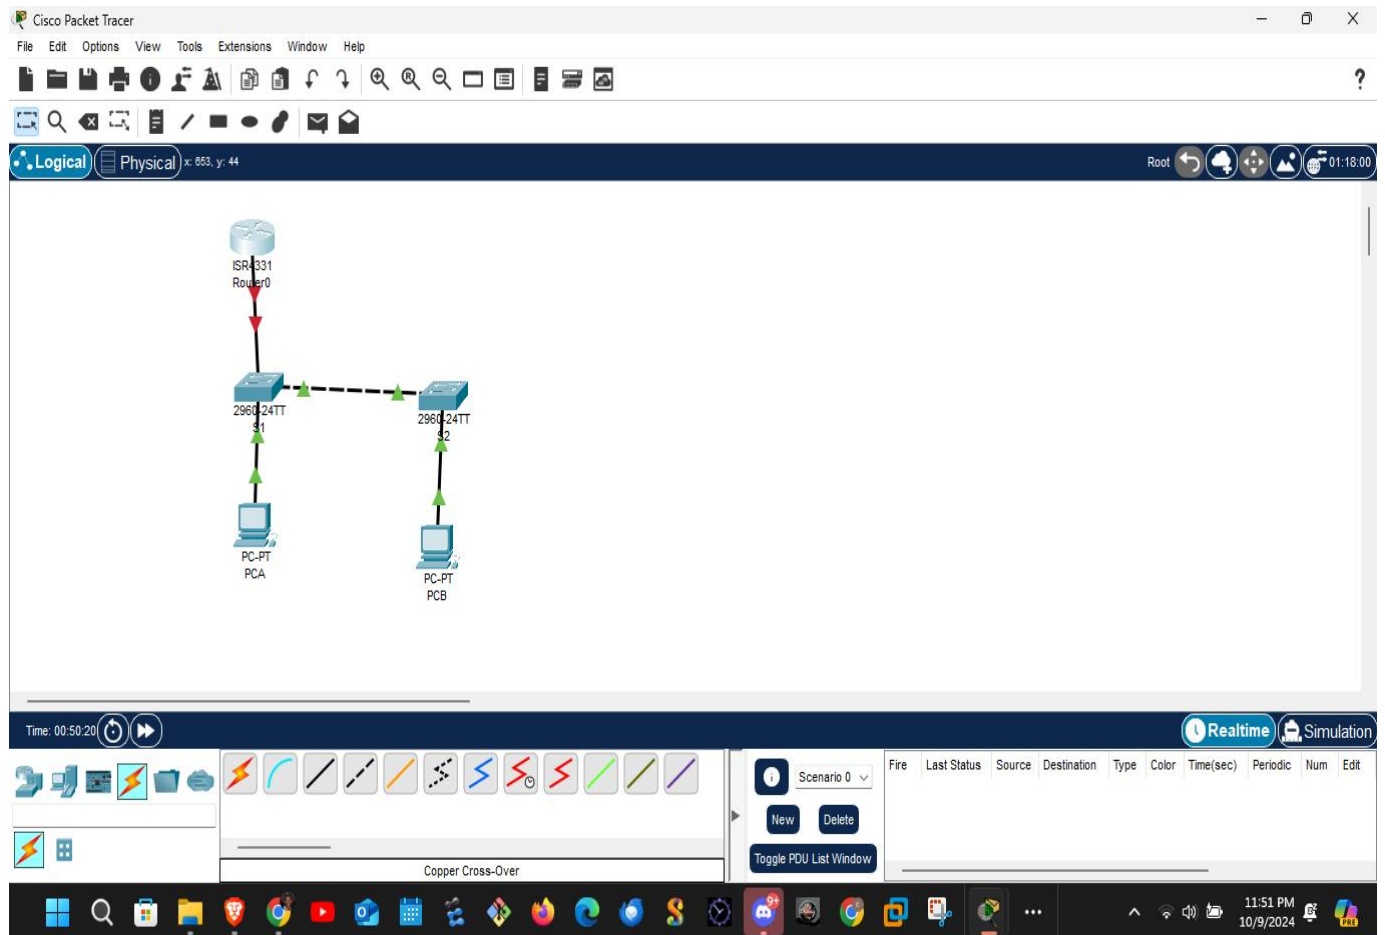 Cisco Packet Tracer
File Edit Options View Tools Extensions Window Help
?
Logical Physical x: 653, y: 44 Root 01:18:00
ISR4331
Router0
2960-24TT
S1
2960-24TT
S2
PC-PT
PCA
PC-PT
PCB
Time: 00:50:20 Realtime Simulation
Scenario 0
New Delete
Toggle PDU List Window
Fire Last Status Source Destination Type Color Time(sec) Periodic Num Edit
Copper Cross-Over
9+
11:51 PM
10/9/2024
PRE